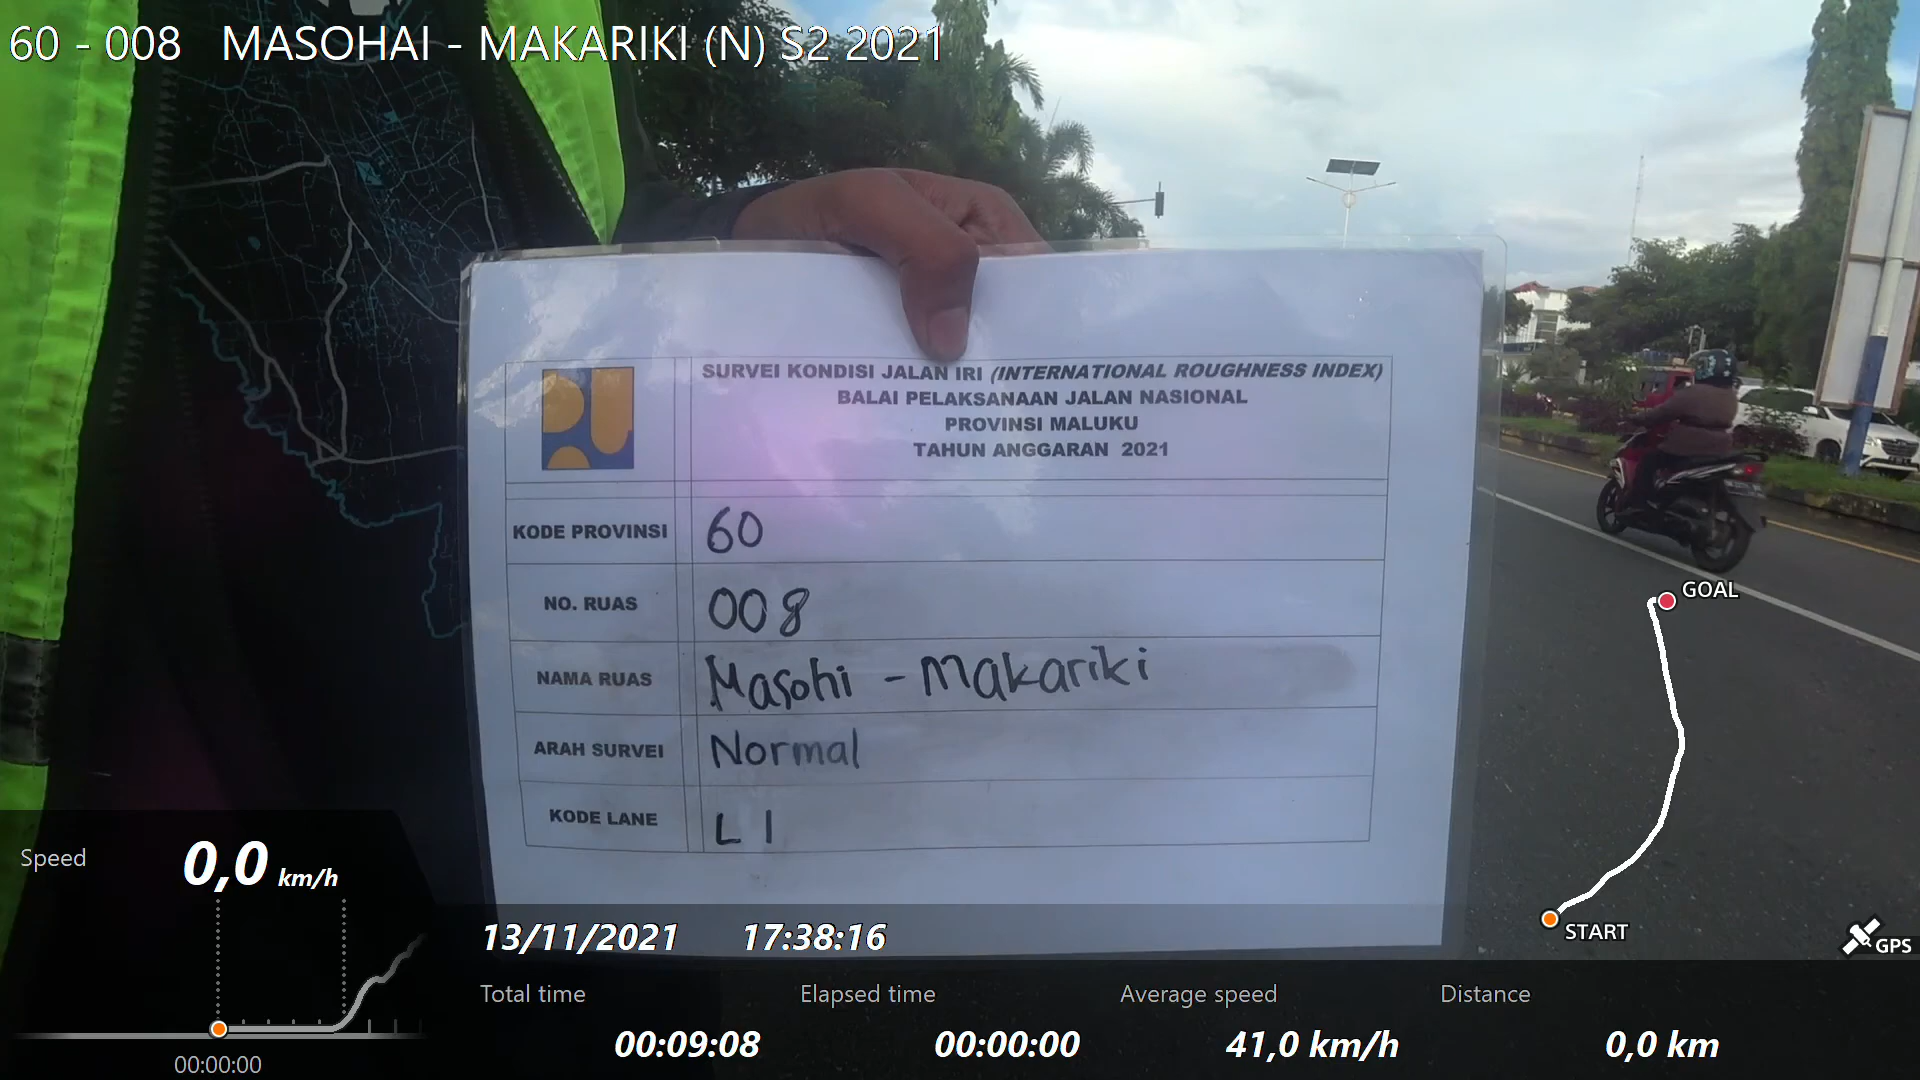 60 - 008 MASOHAI - MAKARIKI (N) S2 2021
SURVEI KONDISI JALAN IRI (INTERNATIONAL ROUGHNESS INDEX)
BALAI PELAKSANAAN JALAN NASIONAL
PROVINSI MALUKU
TAHUN ANGGARAN 2021
KODE PROVINSI 60
NO. RUAS 008
NAMA RUAS Masohi - Makariki
ARAH SURVEI Normal
KODE LANE L 1
GOAL
START
GPS
Speed 0,0 km/h
00:00:00
13/11/2021 17:38:16
Total time Elapsed time Average speed Distance
00:09:08 00:00:00 41,0 km/h 0,0 km